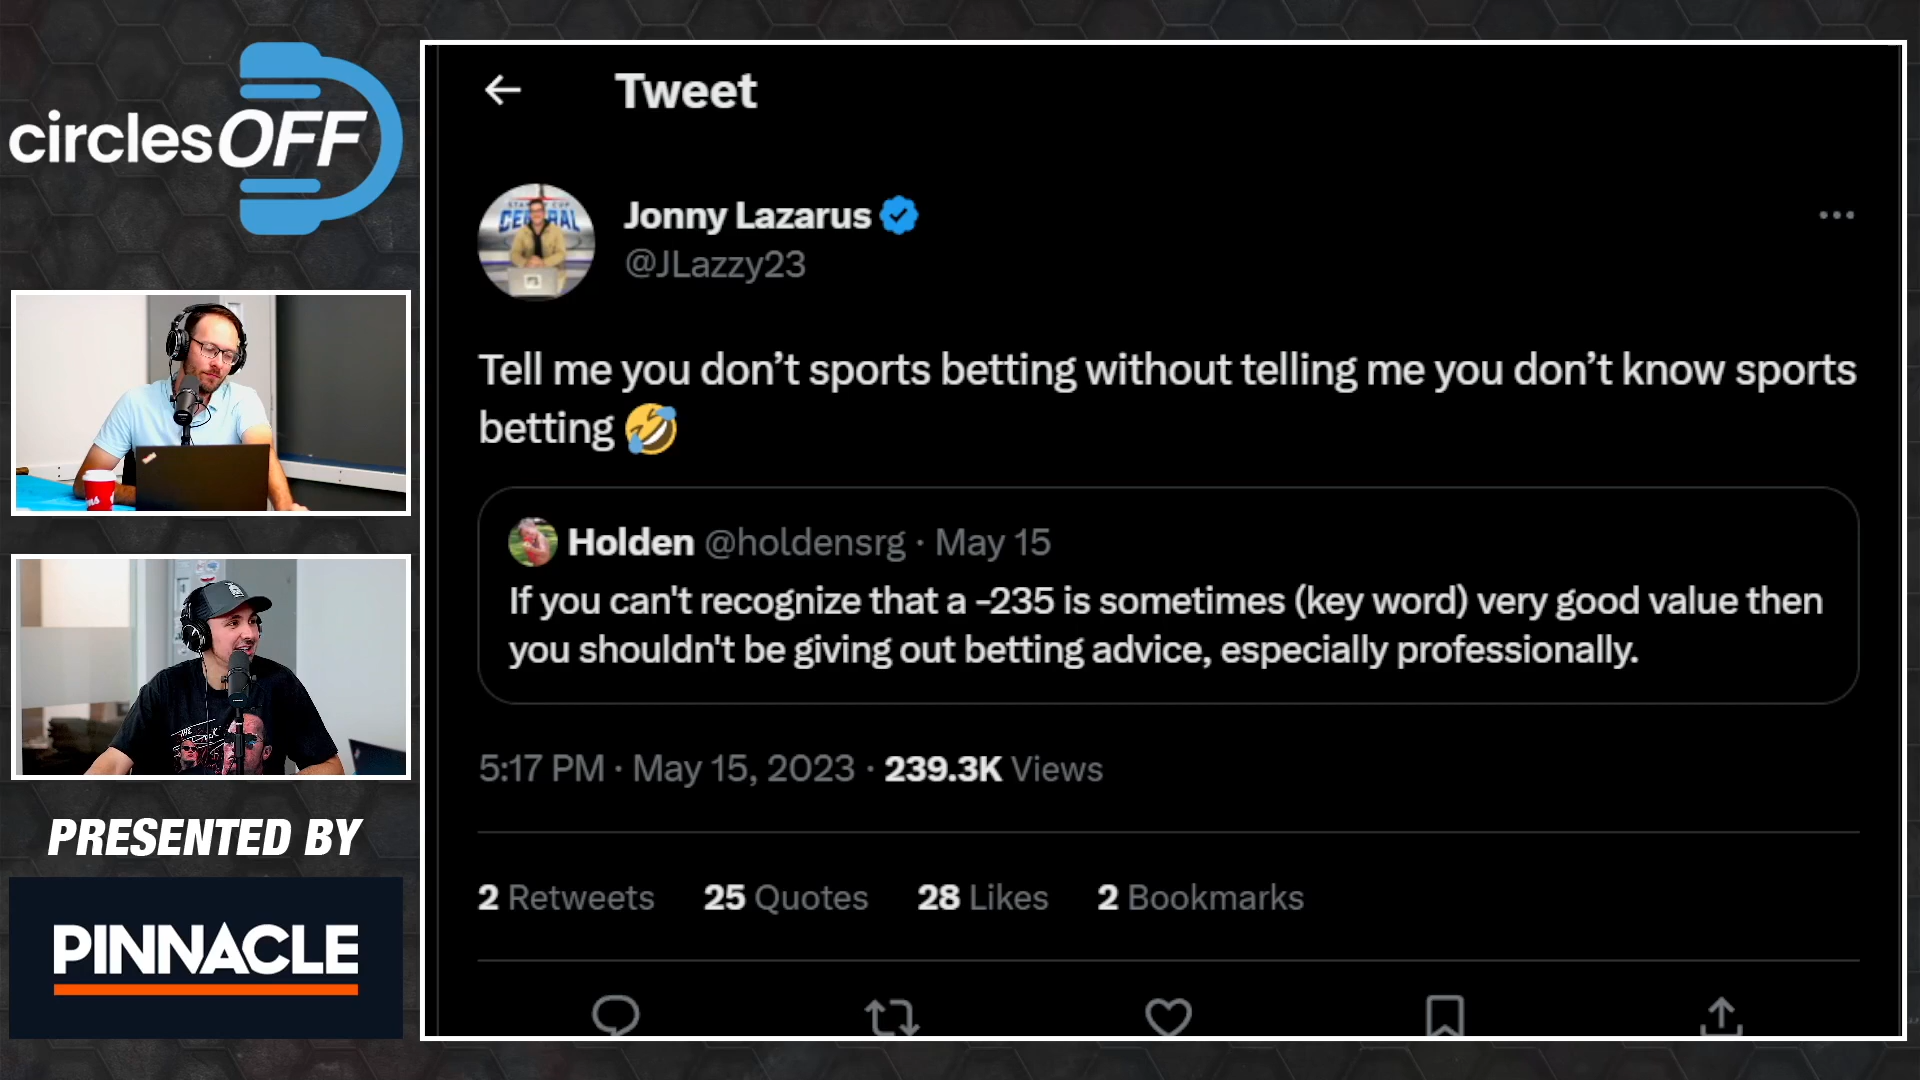 circlesOFF
PRESENTED BY
PINNACLE
Tweet
Jonny Lazarus
@JLazzy23
Tell me you don’t sports betting without telling me you don’t know sports
betting 🤣
Holden @holdensrg · May 15
If you can't recognize that a -235 is sometimes (key word) very good value then
you shouldn't be giving out betting advice, especially professionally.
5:17 PM · May 15, 2023 · 239.3K Views
2 Retweets 25 Quotes 28 Likes 2 Bookmarks